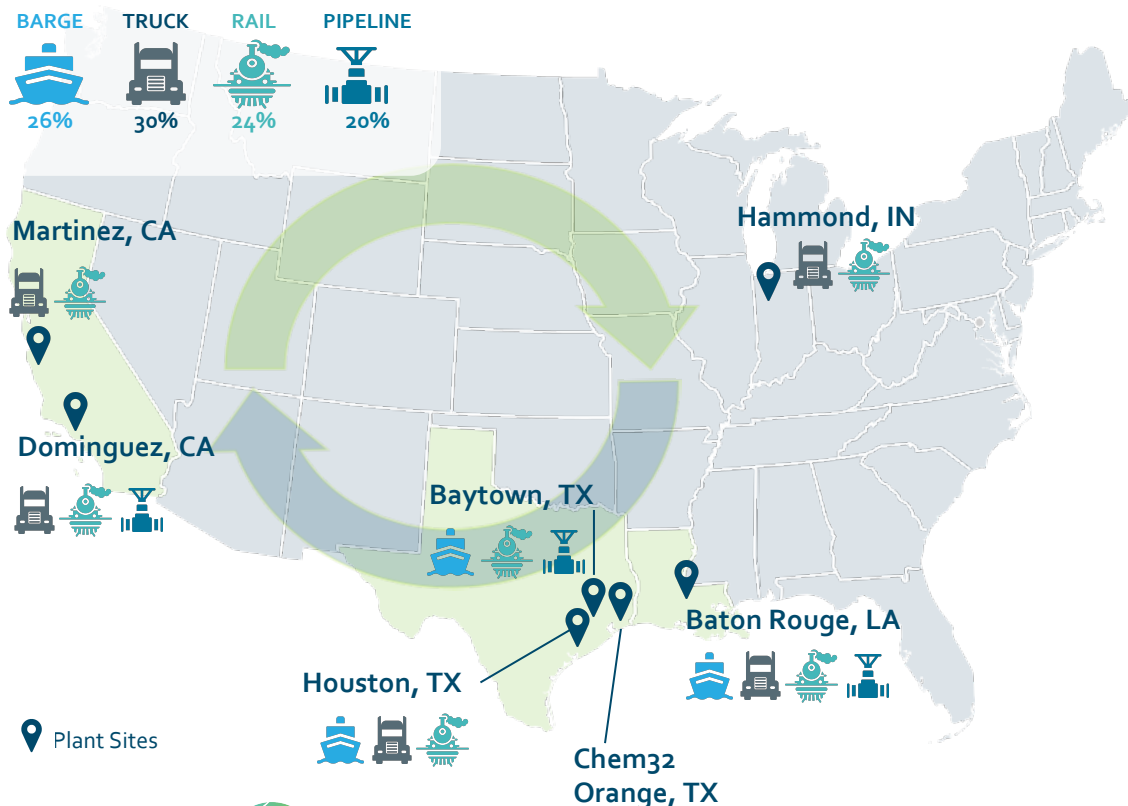 BARGE TRUCK RAIL PIPELINE
26% 30% 24% 20%
Martinez, CA
Hammond, IN
Dominguez, CA
Baytown, TX
Baton Rouge, LA
Houston, TX
Plant Sites
Chem32
Orange, TX